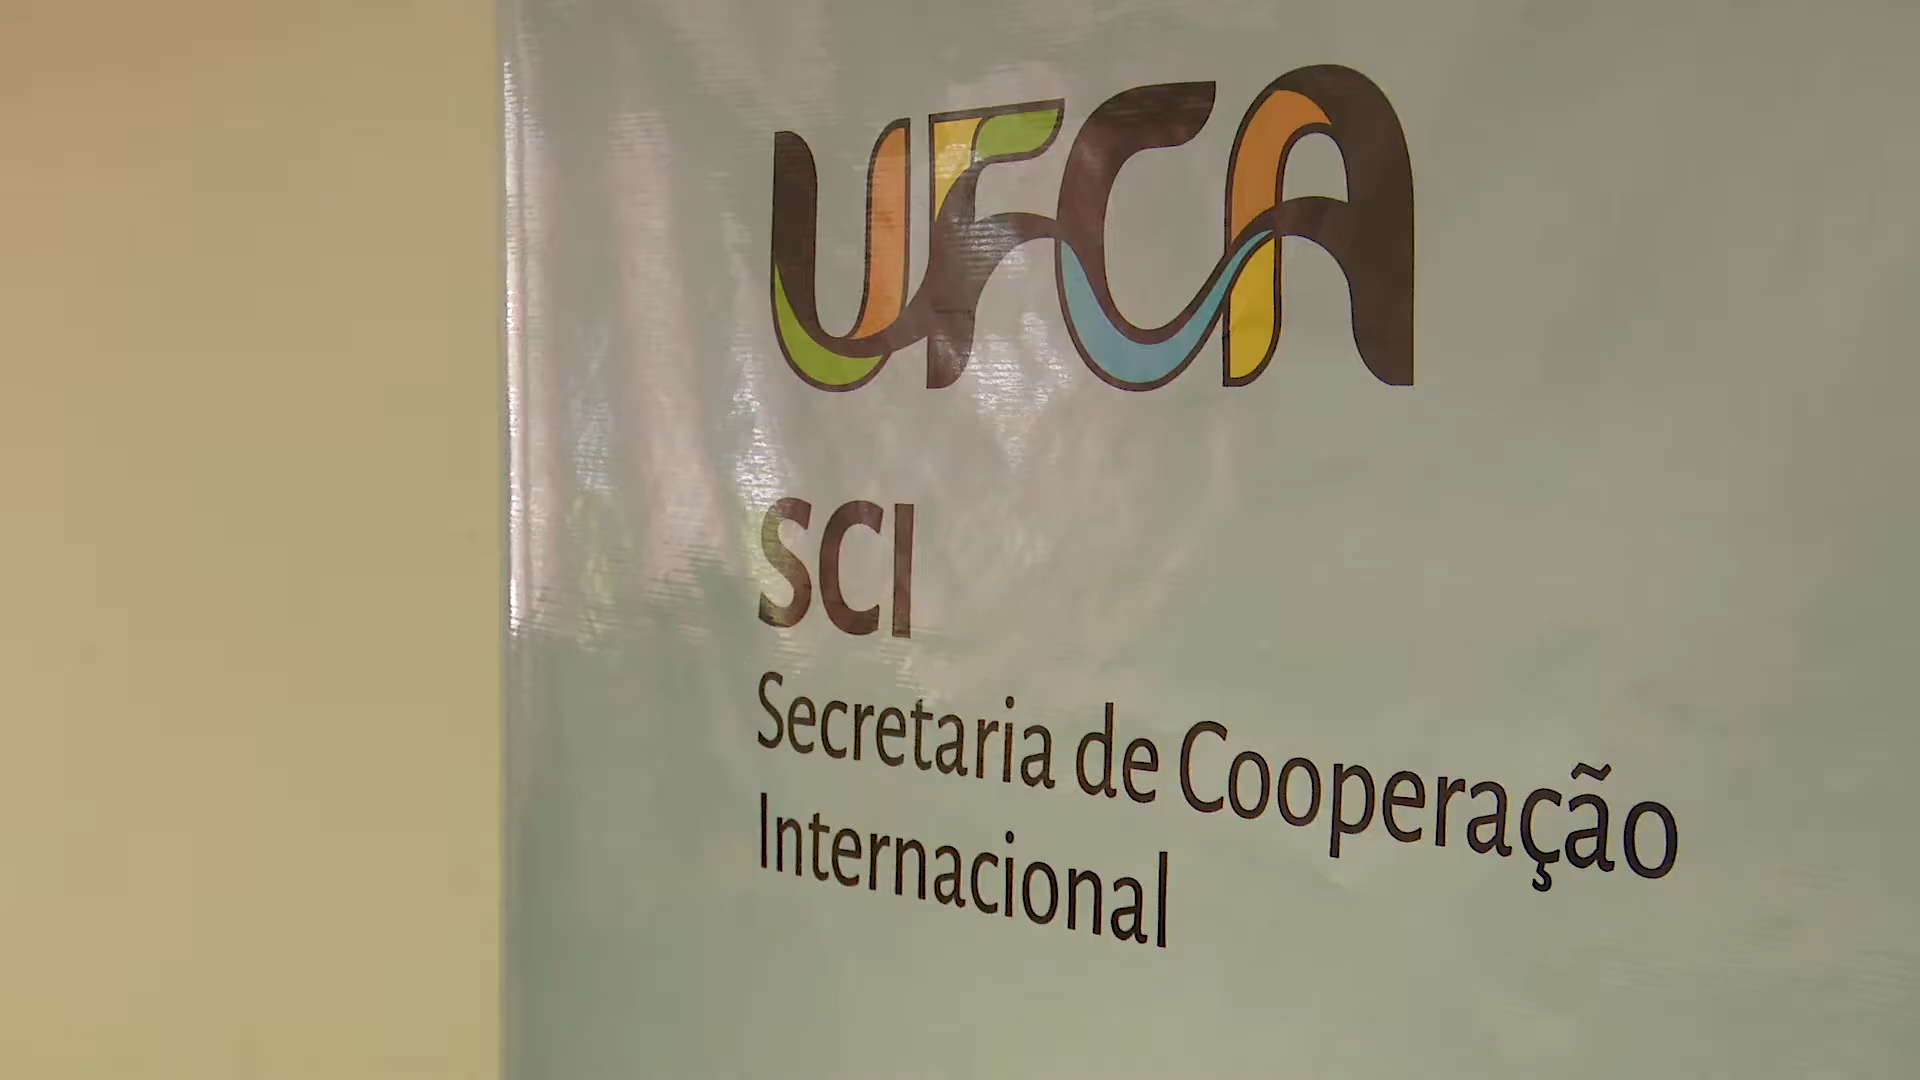 UFCA
SCI
Secretaria de Cooperação
Internacional